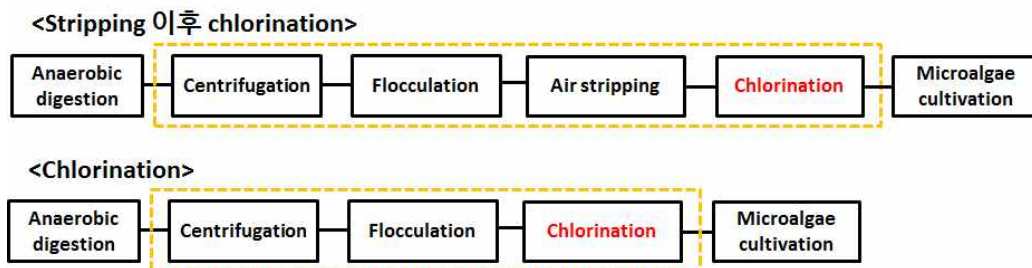 <Stripping 이후 chlorination>
Anaerobic
digestion
Centrifugation
Flocculation
Air stripping
Chlorination
Microalgae
cultivation
<Chlorination>
Anaerobic
digestion
Centrifugation
Flocculation
Chlorination
Microalgae
cultivation